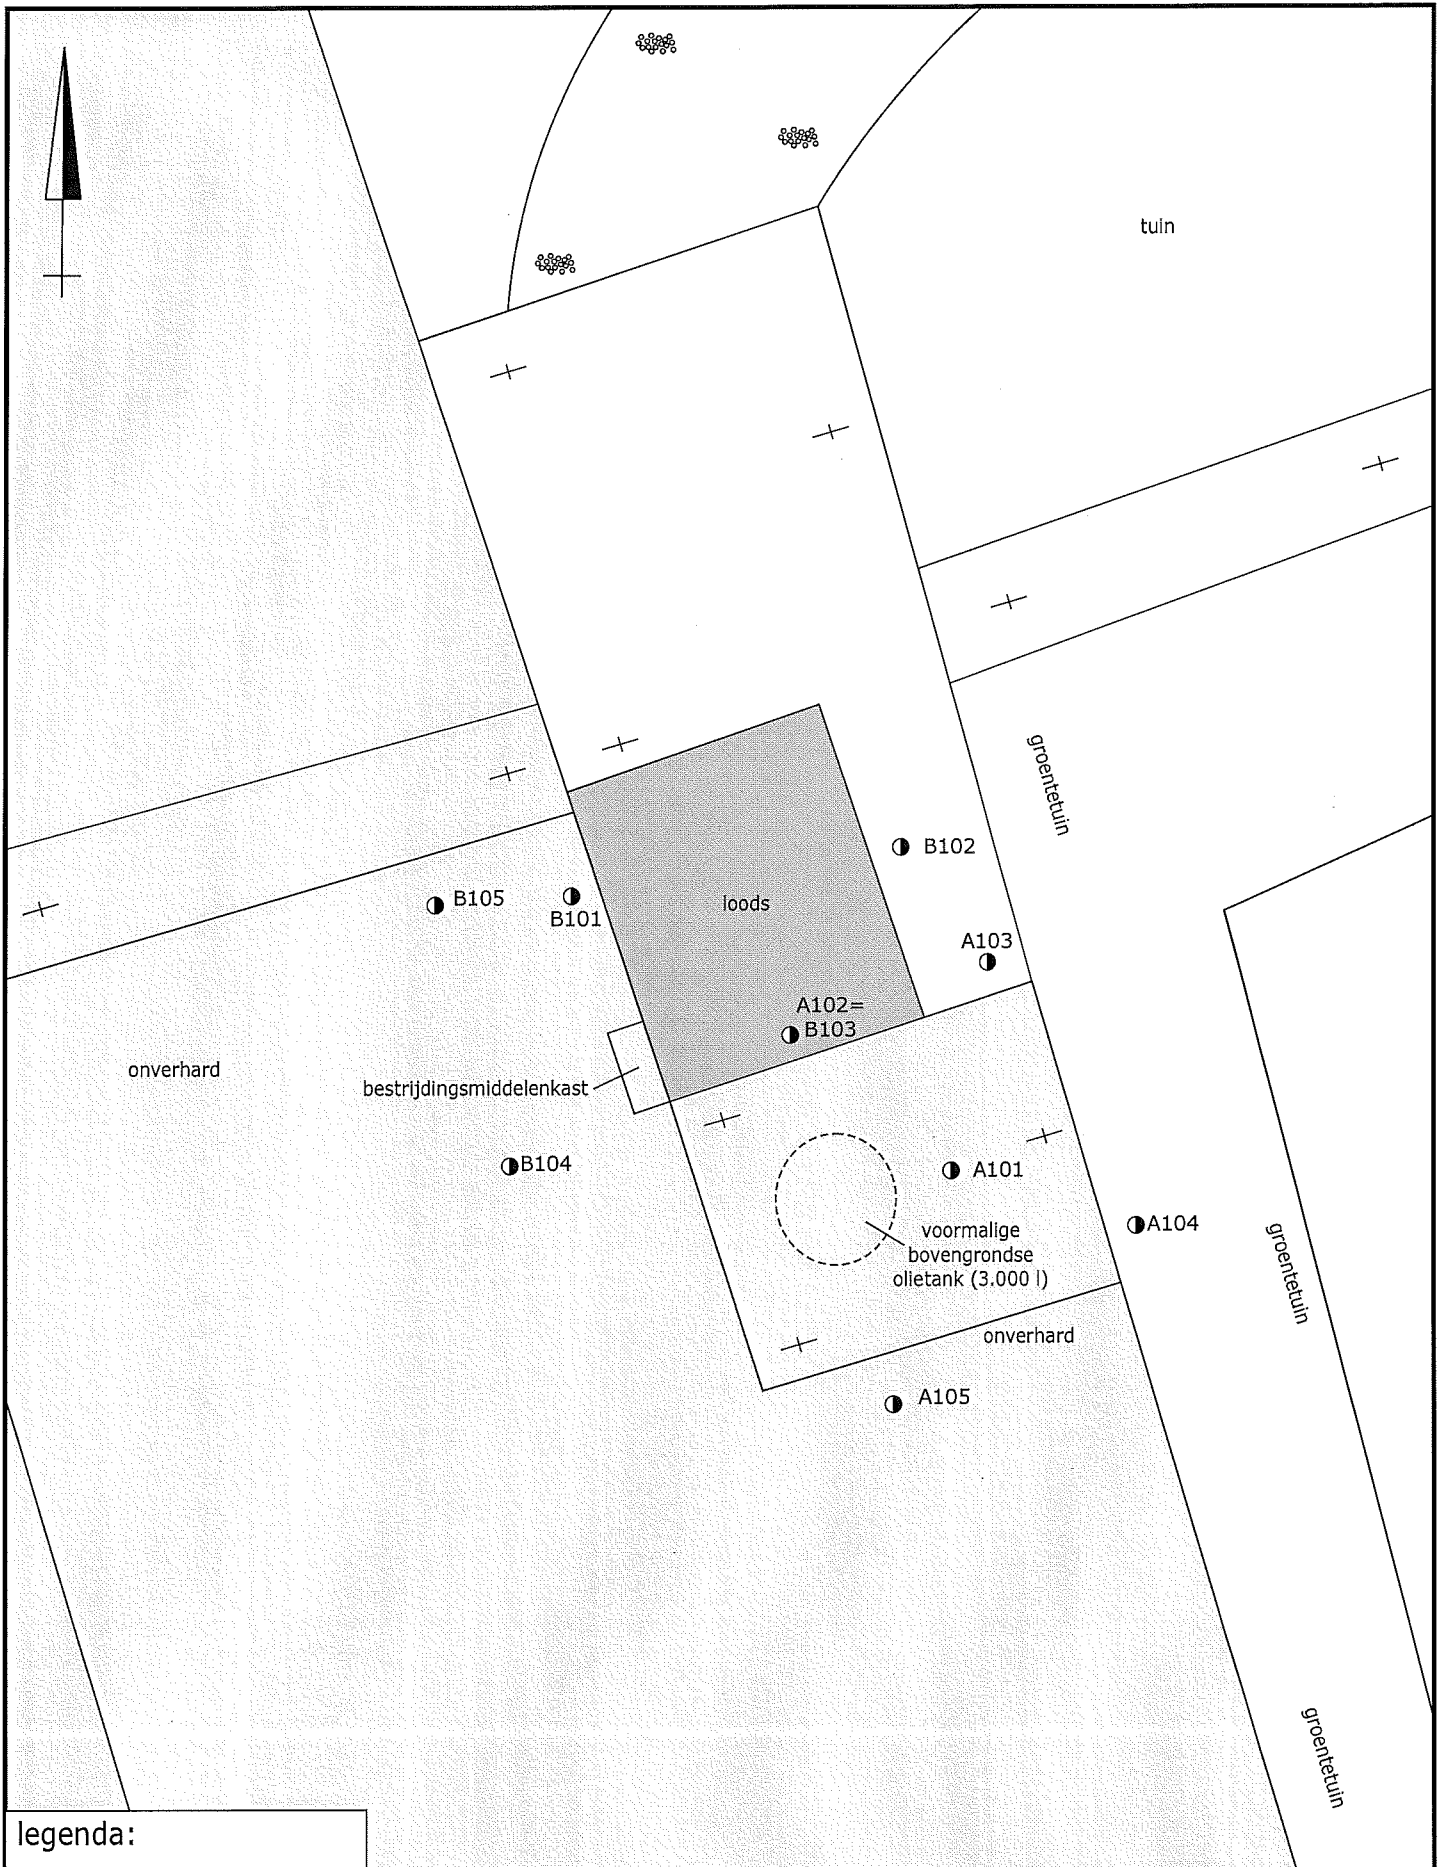 tuin
groentetuin
B102
B105
B101
loods
A103
A102=
B103
onverhard
bestrijdingsmiddelenkast
B104
A101
A104
voormalige
bovengrondse
olietank (3.000 l)
groentetuin
onverhard
A105
groentetuin
legenda: